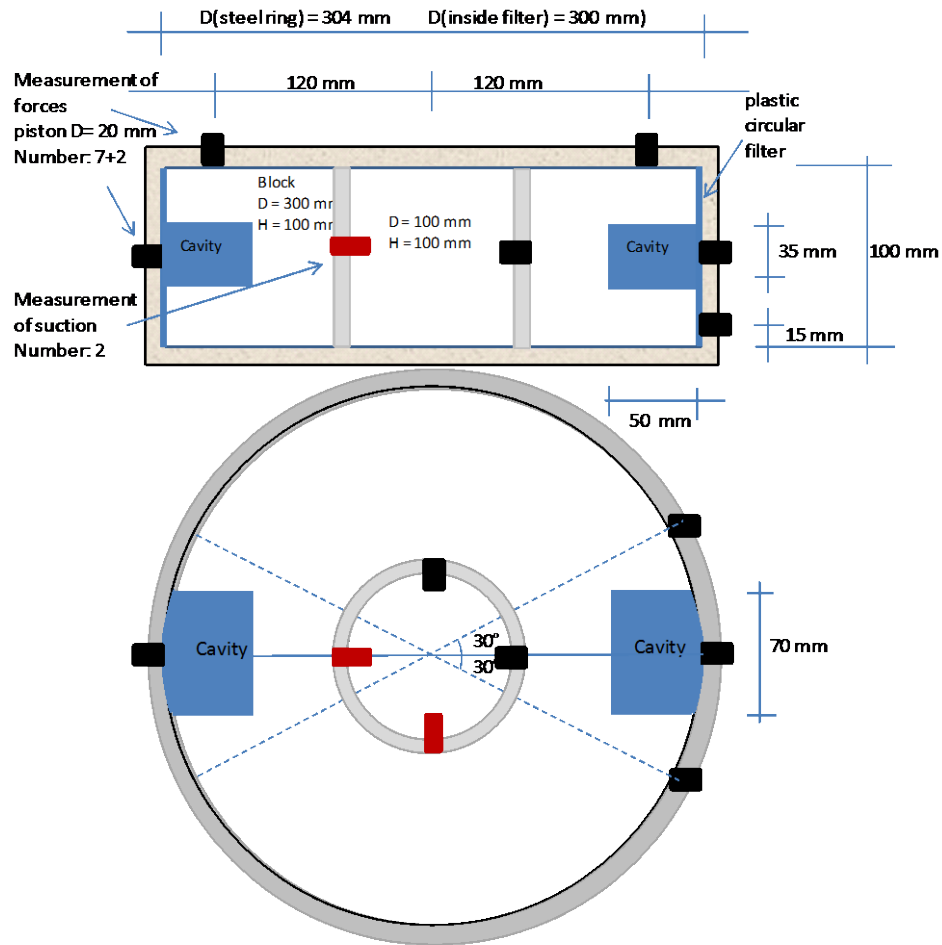 D(steel ring) = 304 mm
D(inside filter) = 300 mm)
120 mm
120 mm
Measurement of
forces
piston D= 20 mm
Number: 7+2
plastic
circular
filter
Block
D = 300 mr
H = 100 mm
D = 100 mm
H = 100 mm
Cavity
Cavity
35 mm
100 mm
Measurement
of suction
Number: 2
15 mm
50 mm
Cavity
30°
30°
Cavity
70 mm